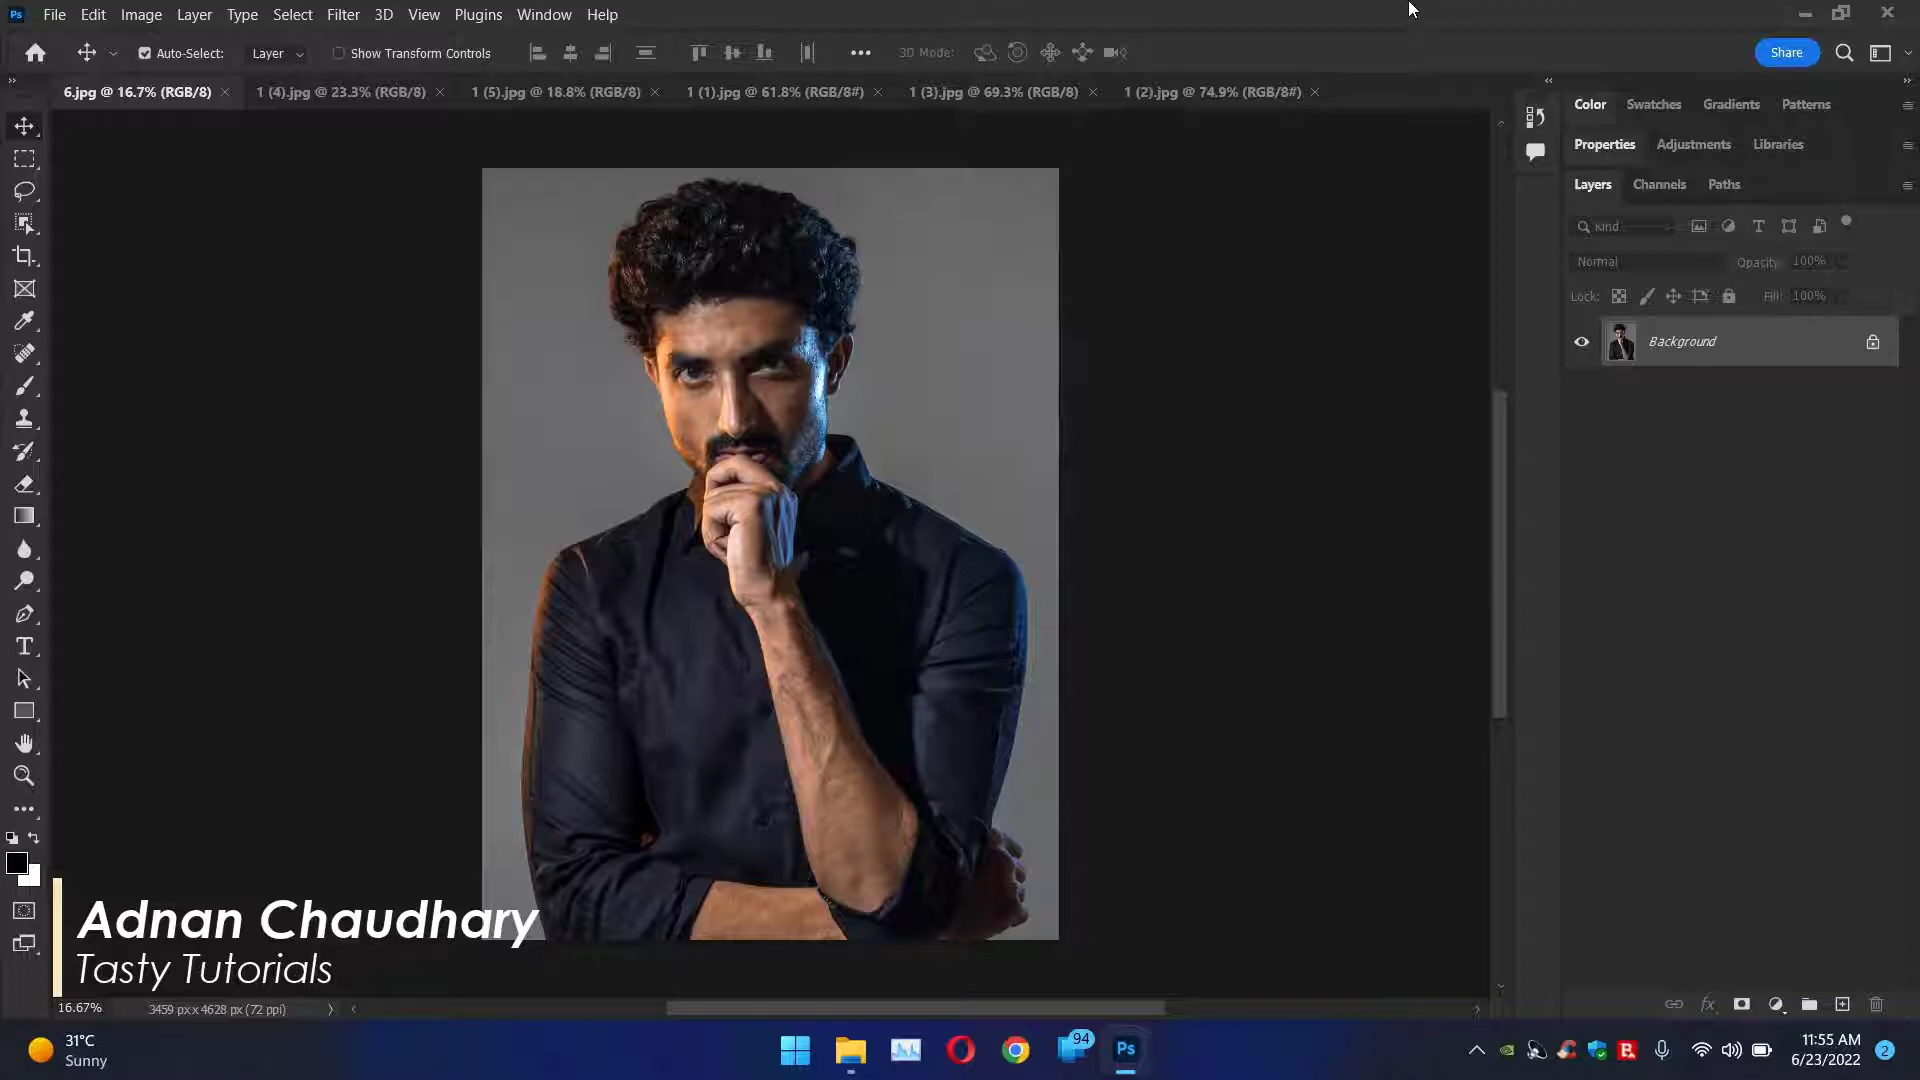 Ps File Edit Image Layer Type Select Filter 3D View Plugins Window Help
Auto-Select: Layer Show Transform Controls 3D Mode: Share
6.jpg @ 16.7% (RGB/8) 1 (4).jpg @ 23.3% (RGB/8) 1 (5).jpg @ 18.8% (RGB/8) 1 (1).jpg @ 61.8% (RGB/8#) 1 (3).jpg @ 69.3% (RGB/8) 1 (2).jpg @ 74.9% (RGB/8#)
Color Swatches Gradients Patterns
Properties Adjustments Libraries
Layers Channels Paths
Kind
Normal Opacity: 100%
Lock: Fill: 100%
Background
Adnan Chaudhary
Tasty Tutorials
16.67% 3459 px x 4628 px (72 ppi)
31°C
Sunny
94
Ps
11:55 AM
6/23/2022
2